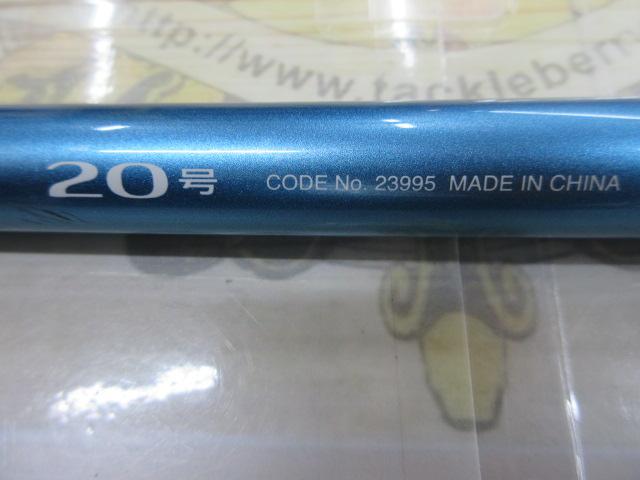 http://www.tacklebe
20号 CODE No. 23995 MADE IN CHINA